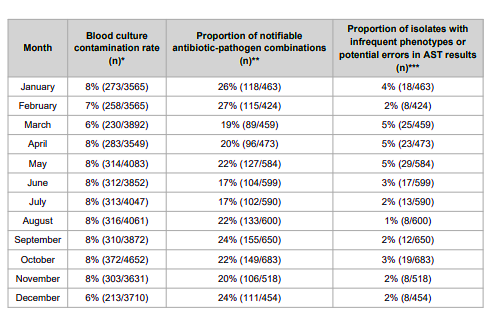 Month | Blood culture contamination rate (n)* | Proportion of notifiable antibiotic-pathogen combinations (n)** | Proportion of isolates with infrequent phenotypes or potential errors in AST results (n)***
January | 8% (273/3565) | 26% (118/463) | 4% (18/463)
February | 7% (258/3565) | 27% (115/424) | 2% (8/424)
March | 6% (230/3892) | 19% (89/459) | 5% (25/459)
April | 8% (283/3549) | 20% (96/473) | 5% (23/473)
May | 8% (314/4083) | 22% (127/584) | 5% (29/584)
June | 8% (312/3852) | 17% (104/599) | 3% (17/599)
July | 8% (313/4047) | 17% (102/590) | 2% (13/590)
August | 8% (316/4061) | 22% (133/600) | 1% (8/600)
September | 8% (310/3872) | 24% (155/650) | 2% (12/650)
October | 8% (372/4652) | 22% (149/683) | 3% (19/683)
November | 8% (303/3631) | 20% (106/518) | 2% (8/518)
December | 6% (213/3710) | 24% (111/454) | 2% (8/454)